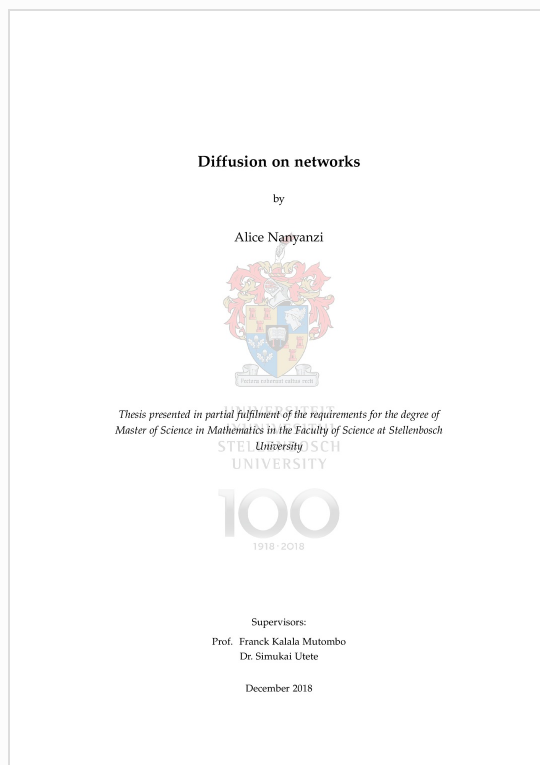 Diffusion on networks
by
Alice Nanyanzi
Pectora roborant cultus recti
Thesis presented in partial fulfilment of the requirements for the degree of
UNIVERSITEIT
Master of Science in Mathematics in the Faculty of Science at Stellenbosch
University
STELLENBOSCH
UNIVERSITY
100
1918 · 2018
Supervisors:
Prof. Franck Kalala Mutombo
Dr. Simukai Utete
December 2018